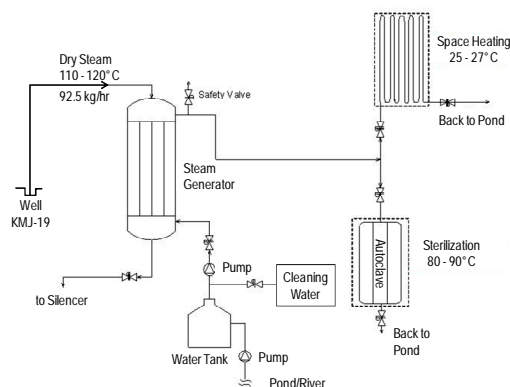 Dry Steam
110 - 120°C
92.5 kg/hr
Safety Valve
Space Heating
25 - 27°C
Back to Pond
Steam
Generator
Well
KMJ-19
Pump
Cleaning
Water
Autoclave
Sterilization
80 - 90°C
to Silencer
Water Tank
Pump
Back to
Pond
Pond/River